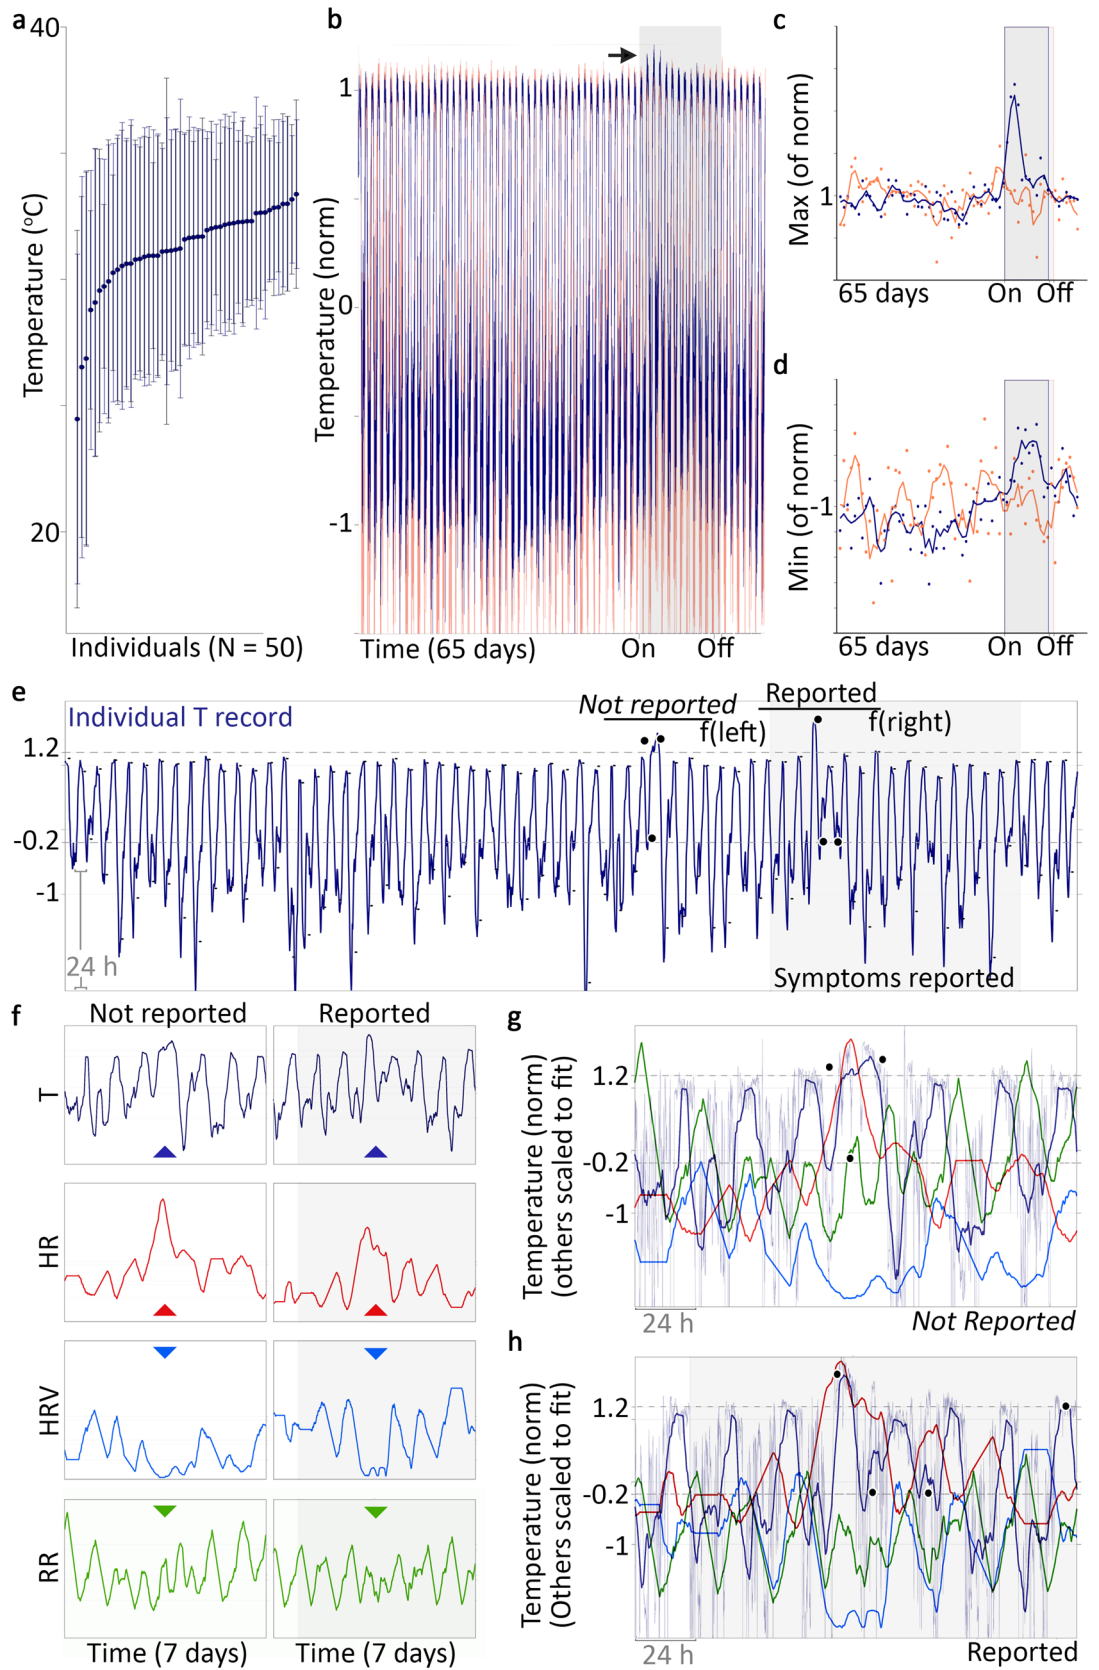 a
40
Temperature (°C)
20
Individuals (N = 50)
b
1
0
-1
Temperature (norm)
Time (65 days)
On
Off
c
Max (of norm)
1
65 days
On
Off
d
Min (of norm)
-1
65 days
On
Off
e
Individual T record
Not reported
f(left)
Reported
f(right)
1.2
-0.2
-1
24 h
Symptoms reported
f
Not reported
Reported
T
HR
HRV
RR
Time (7 days)
Time (7 days)
g
Temperature (norm)
(others scaled to fit)
1.2
-0.2
-1
24 h
Not Reported
h
Temperature (norm)
(Others scaled to fit)
1.2
-0.2
-1
24 h
Reported